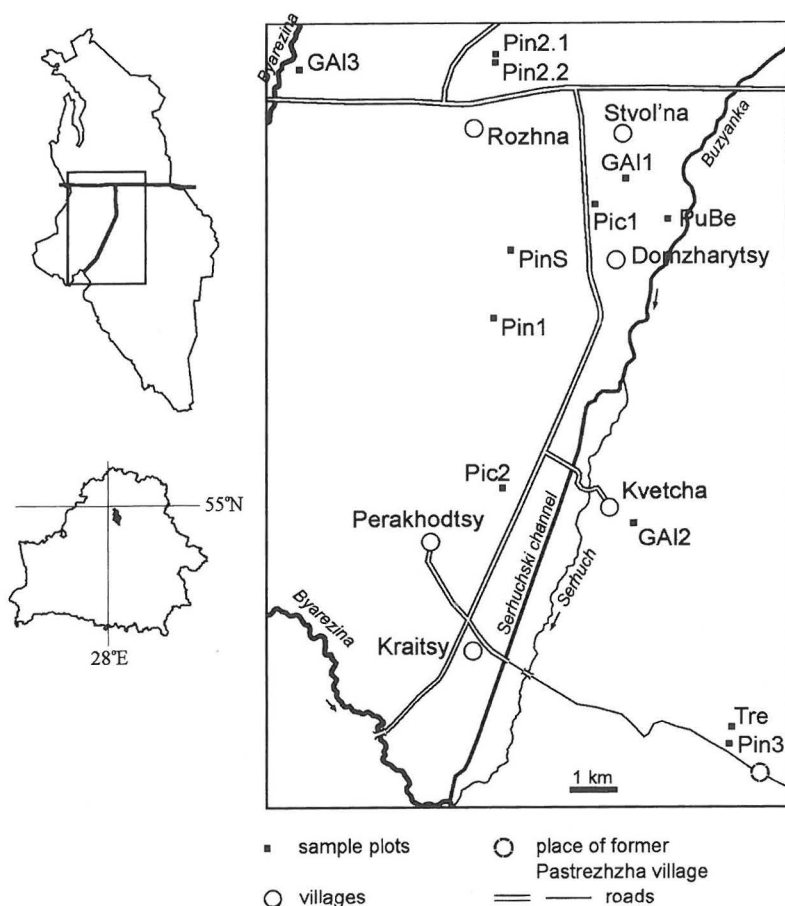 Byarezina
GAl3
Pin2.1
Pin2.2
Rozhna
Stvol'na
Buzyanka
GAl1
Pic1
PuBe
PinS
Domzharytsy
Pin1
Pic2
Kvetcha
Perakhodtsy
GAl2
Serhuchski channel
Serhuch
Byarezina
Kraitsy
Tre
Pin3
1 km
55°N
28°E
sample plots
place of former
Pastrezhzha village
villages
roads